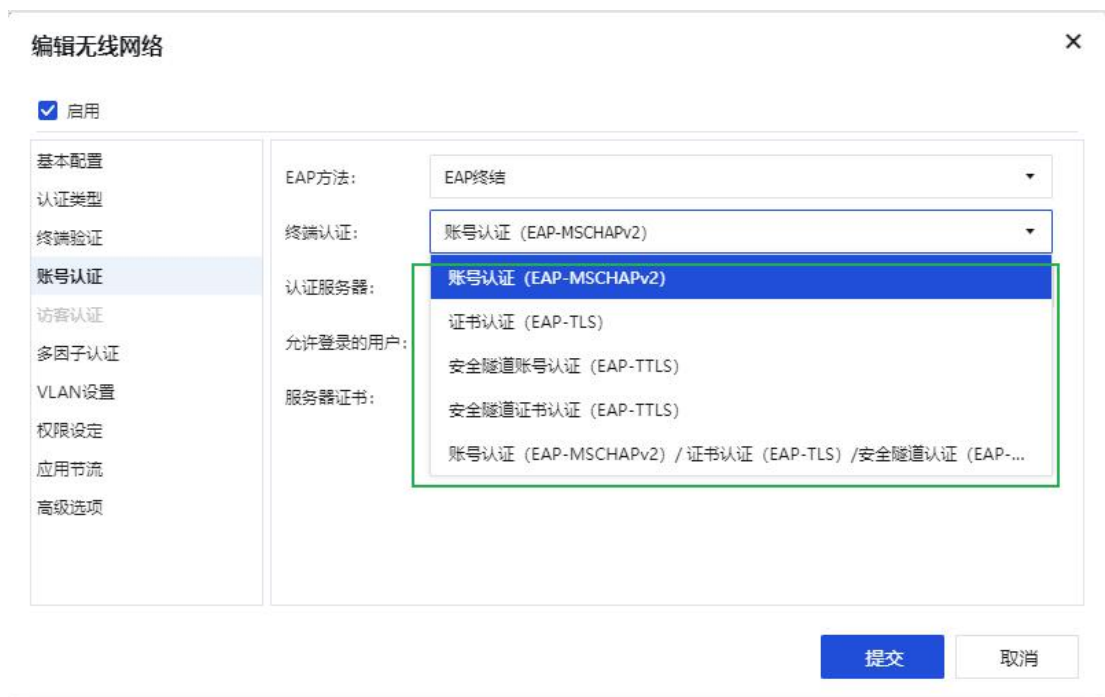 编辑无线网络
启用
基本配置
认证类型
终端验证
账号认证
访客认证
多因子认证
VLAN设置
权限设定
应用节流
高级选项
EAP方法：
EAP终结
终端认证：
账号认证（EAP-MSCHAPv2）
认证服务器：
允许登录的用户：
服务器证书：
账号认证（EAP-MSCHAPv2）
证书认证（EAP-TLS）
安全隧道账号认证（EAP-TTLS）
安全隧道证书认证（EAP-TTLS）
账号认证（EAP-MSCHAPv2）/ 证书认证（EAP-TLS）/安全隧道认证（EAP-...
提交
取消